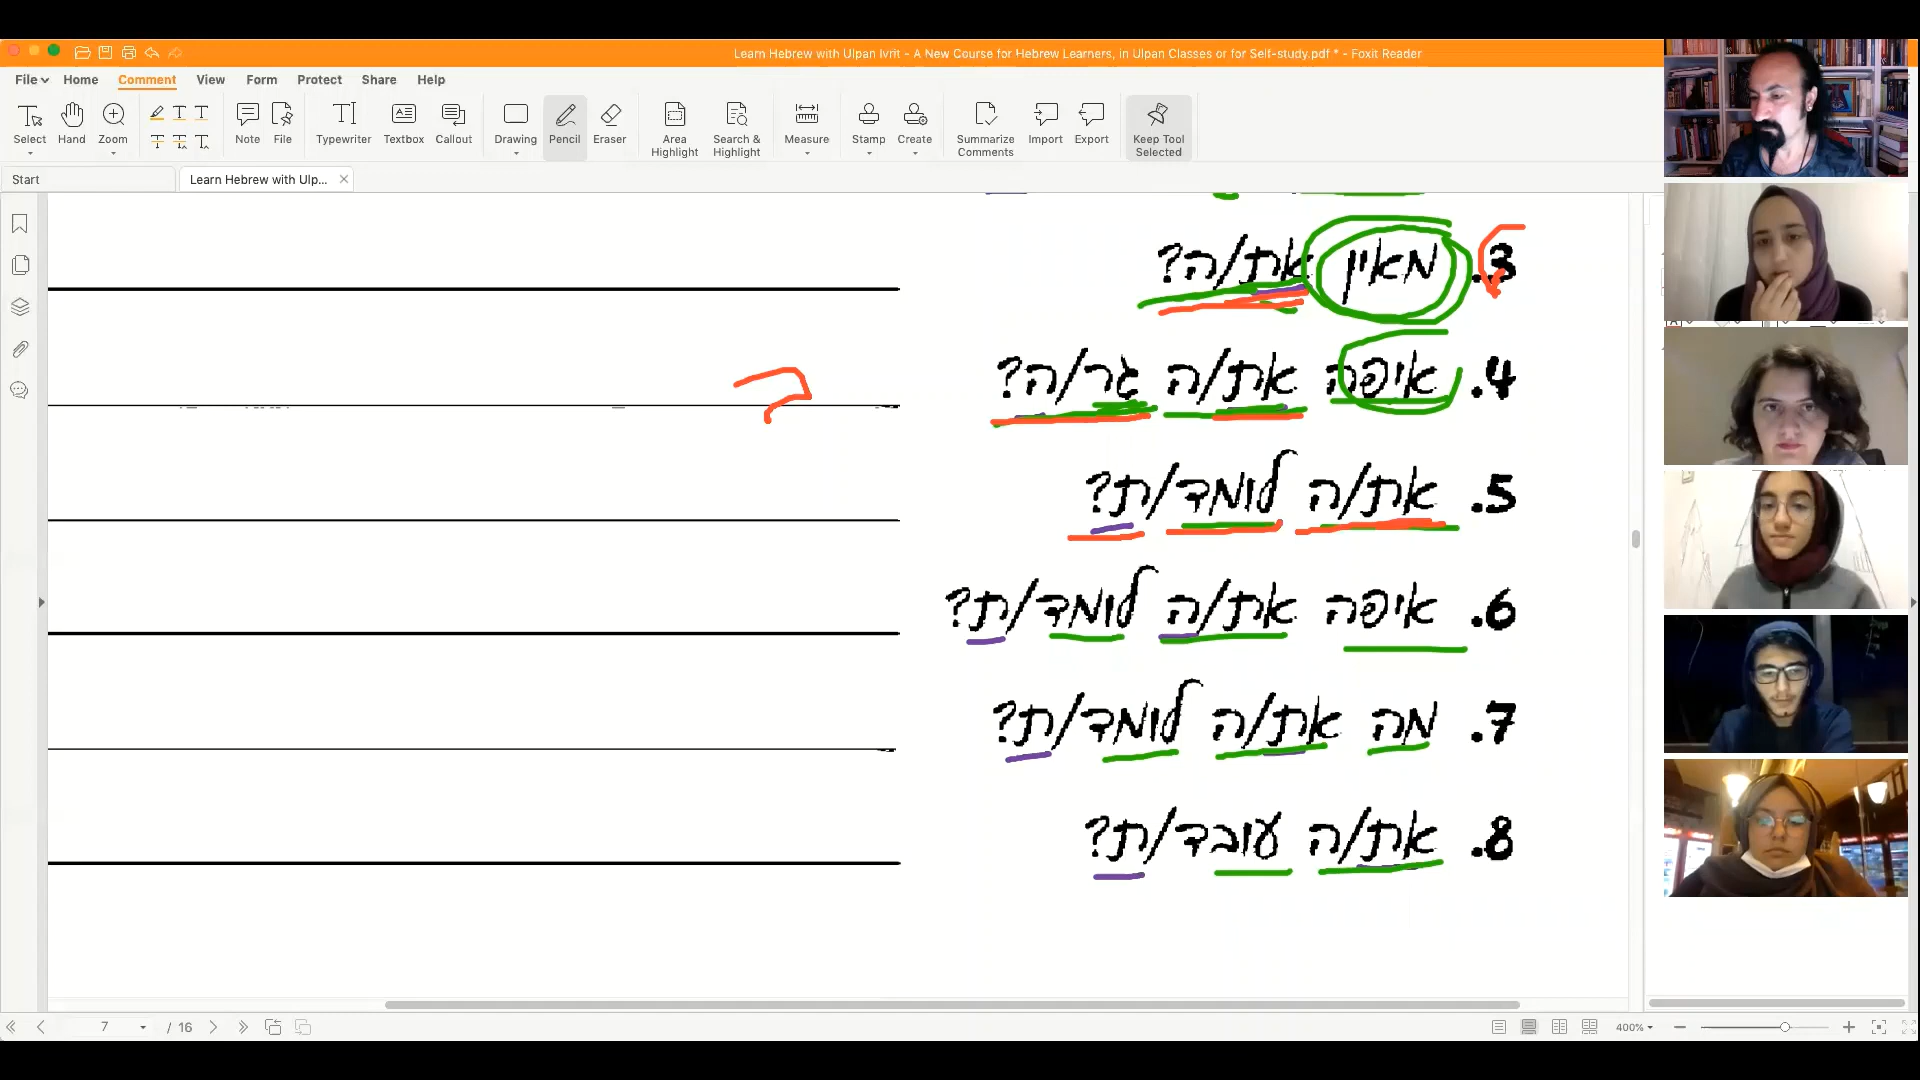 Learn Hebrew with Ulpan Ivrit - A New Course for Hebrew Learners, in Ulpan Classes or for Self-study.pdf * - Foxit Reader
File Home Comment View Form Protect Share Help
Select Hand Zoom Note File Typewriter Textbox Callout Drawing Pencil Eraser Area Highlight Search & Highlight Measure Stamp Create Summarize Comments Import Export Keep Tool Selected
Start Learn Hebrew with Ulp...
3. מאין את/ה?
4. איפה את/ה גר/ה?
5. את/ה לומד/ת?
6. איפה את/ה לומד/ת?
7. מה את/ה לומד/ת?
8. את/ה עובד/ת?
7 / 16 400%